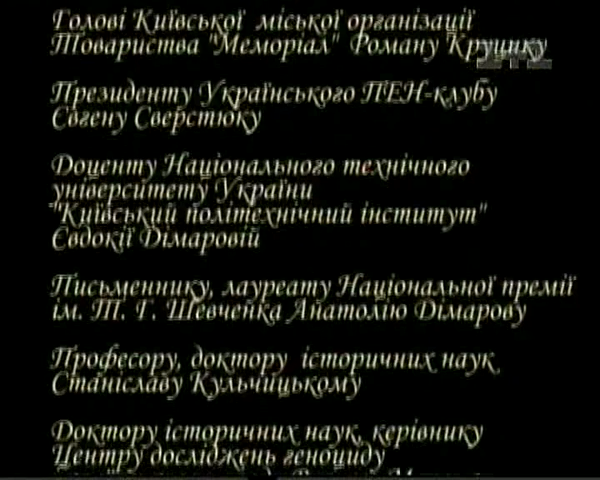 Голові Київської міської організації
Товариства "Меморіал" Роману Круцику
Президенту Українського ПЕН-клубу
Євгену Сверстюку
Доценту Національного технічного
університету України
"Київський політехнічний інститут"
Євдокії Дімаровій
Письменнику, лауреату Національної премії
ім. Т. Г. Шевченка Анатолію Дімарову
Професору, доктору історичних наук
Станіславу Кульчицькому
Доктору історичних наук, керівнику
Центру досліджень геноциду